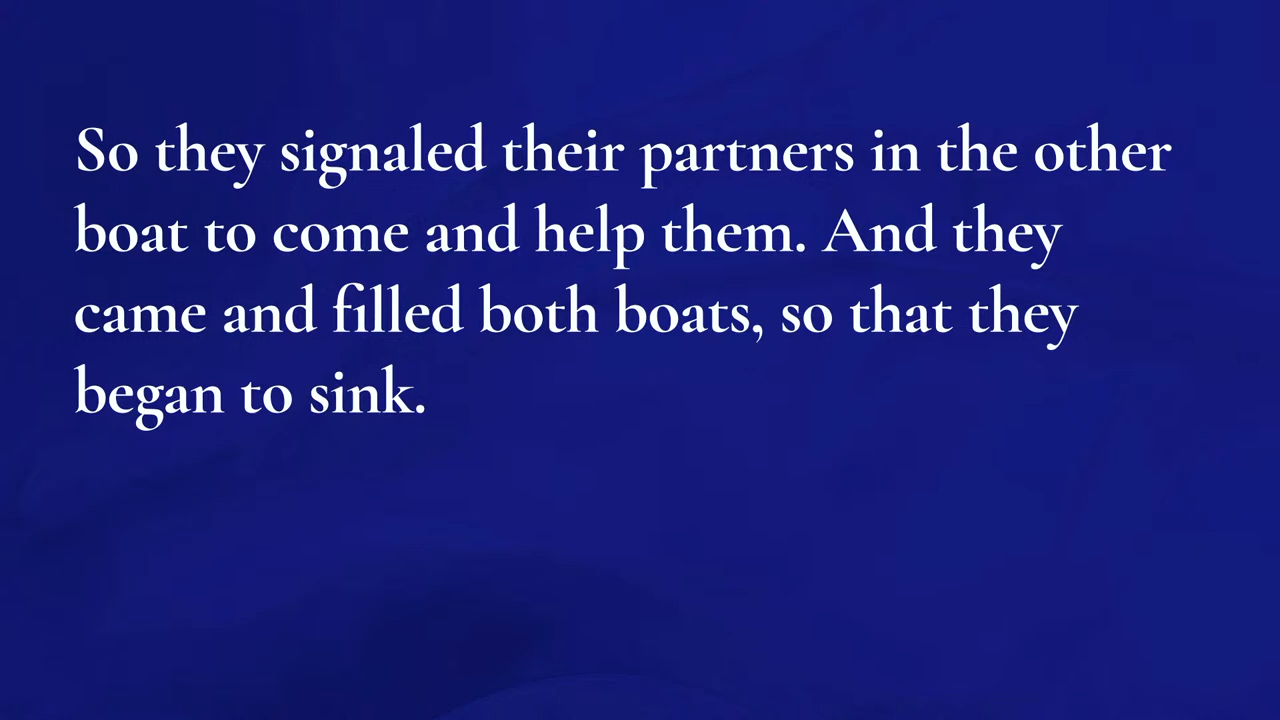 So they signaled their partners in the other
boat to come and help them. And they
came and filled both boats, so that they
began to sink.